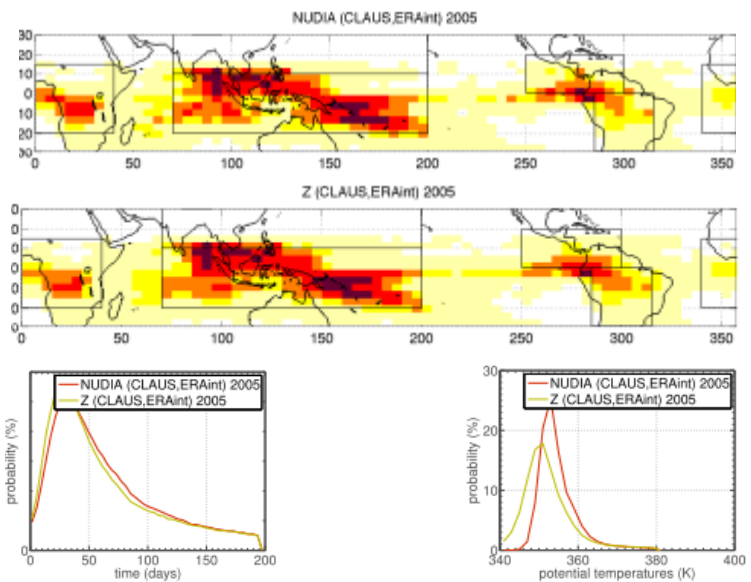 NUDIA (CLAUS,ERAint) 2005
30
20
10
0
10
20
30
0 50 100 150 200 250 300 350
Z (CLAUS,ERAint) 2005
0
0
0
0
0
0
0
0 50 100 150 200 250 300 350
NUDIA (CLAUS,ERAint) 2005
Z (CLAUS,ERAint) 2005
probability (%)
0 50 100 150 200
time (days)
NUDIA (CLAUS,ERAint) 2005
Z (CLAUS,ERAint) 2005
probability (%)
30
20
10
0
340 360 380 400
potential temperatures (K)